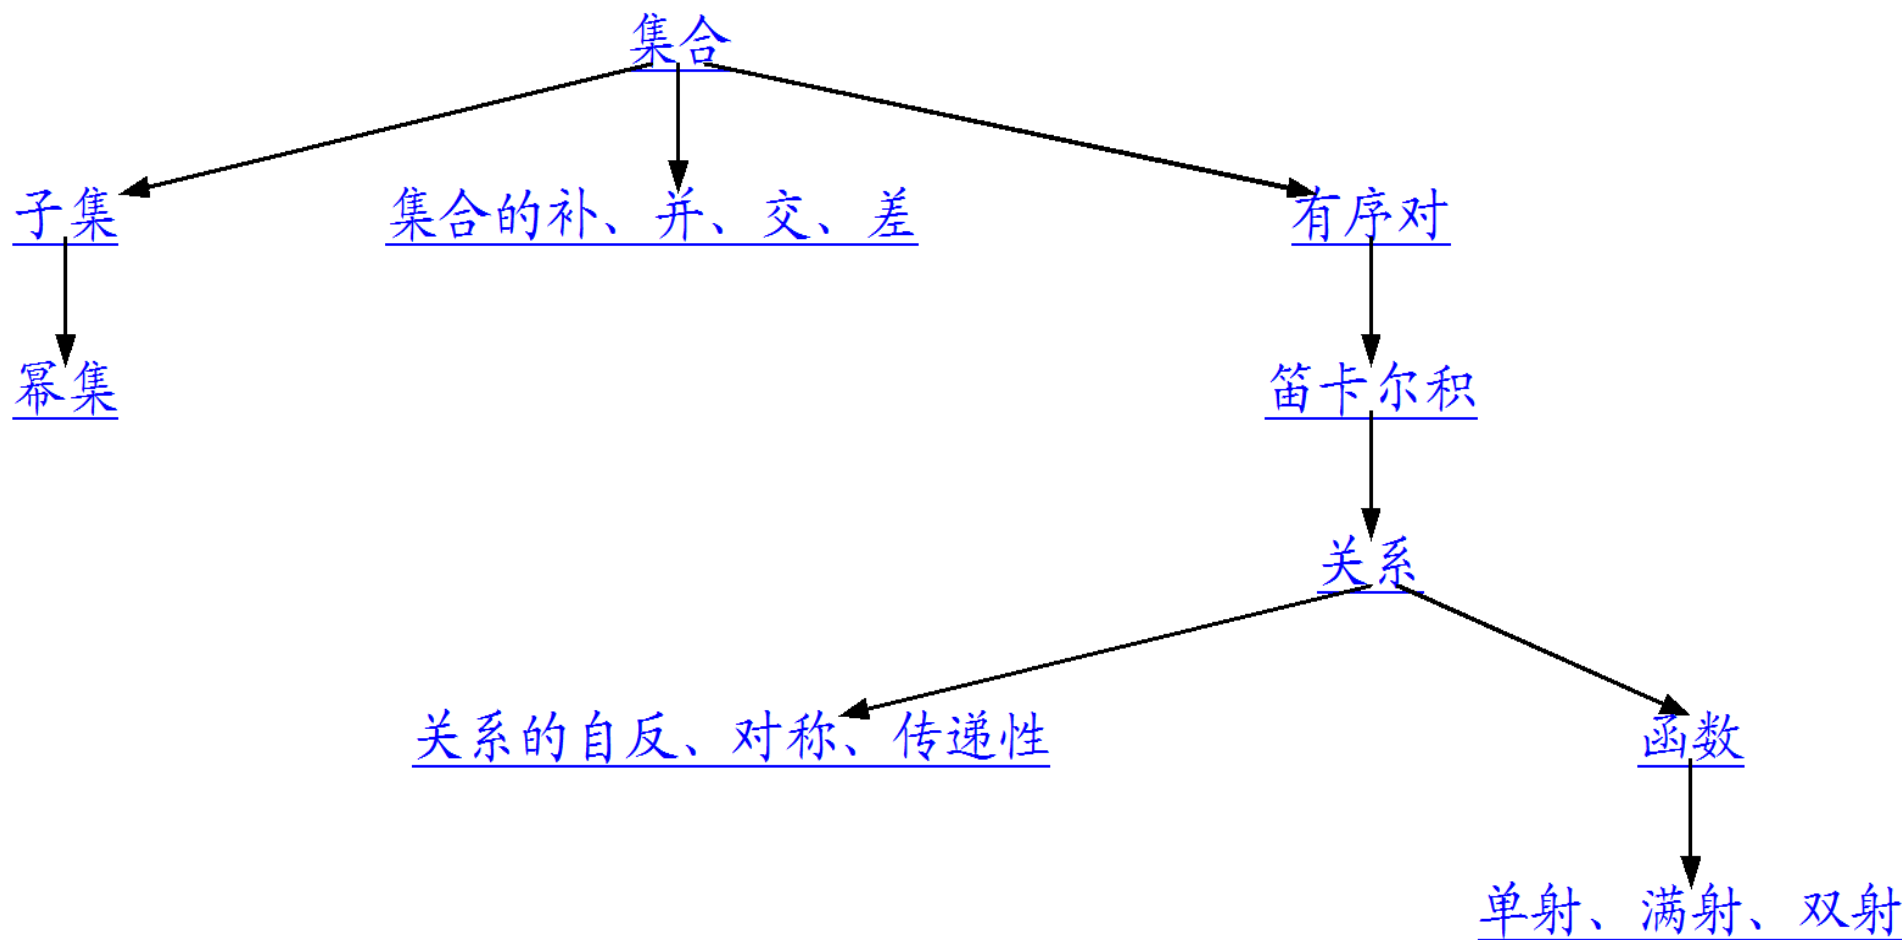 集合
子集
集合的补、并、交、差
有序对
幂集
笛卡尔积
关系
关系的自反、对称、传递性
函数
单射、满射、双射